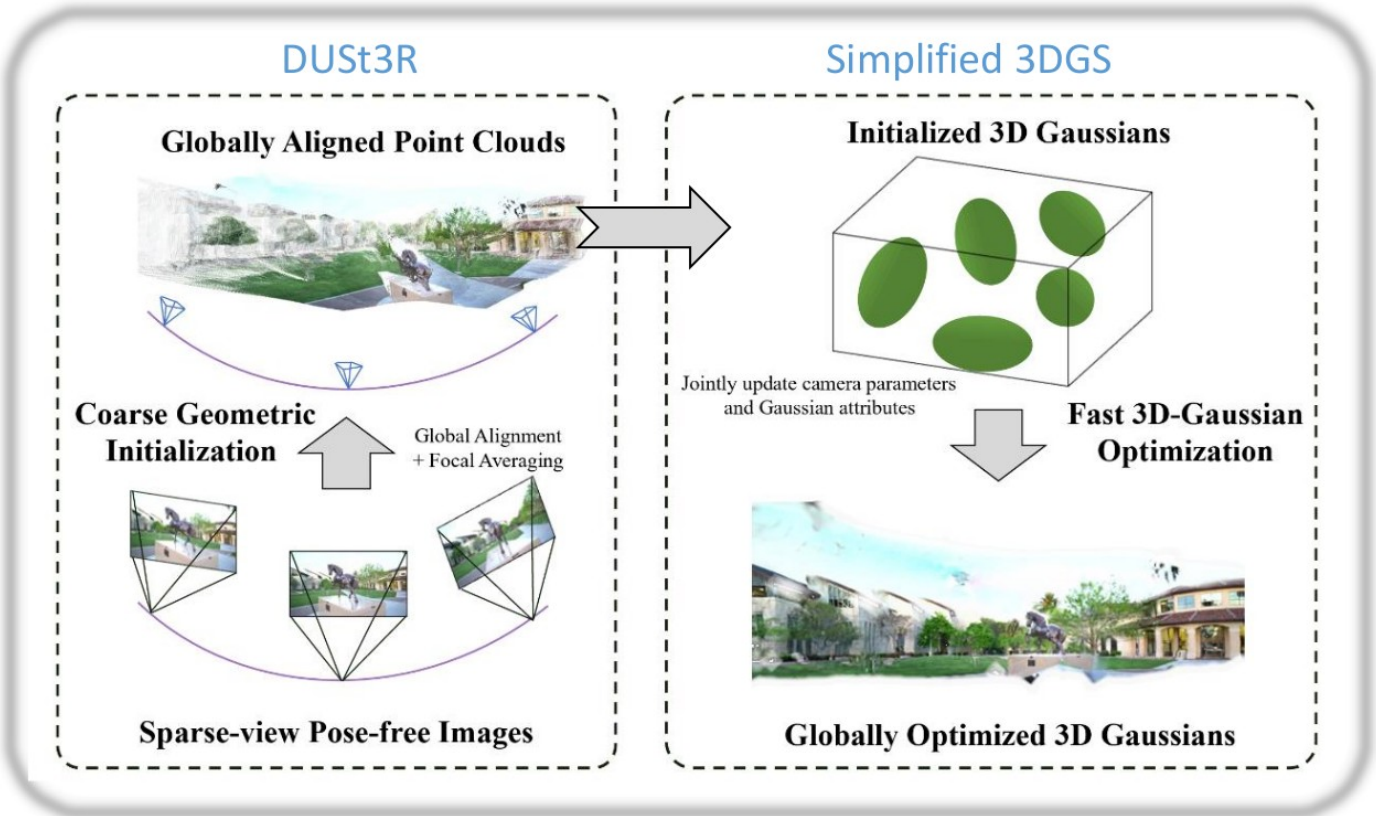 DUSt3R
Globally Aligned Point Clouds
Coarse Geometric
Initialization
Global Alignment
+ Focal Averaging
Sparse-view Pose-free Images
Simplified 3DGS
Initialized 3D Gaussians
Jointly update camera parameters
and Gaussian attributes
Fast 3D-Gaussian
Optimization
Globally Optimized 3D Gaussians